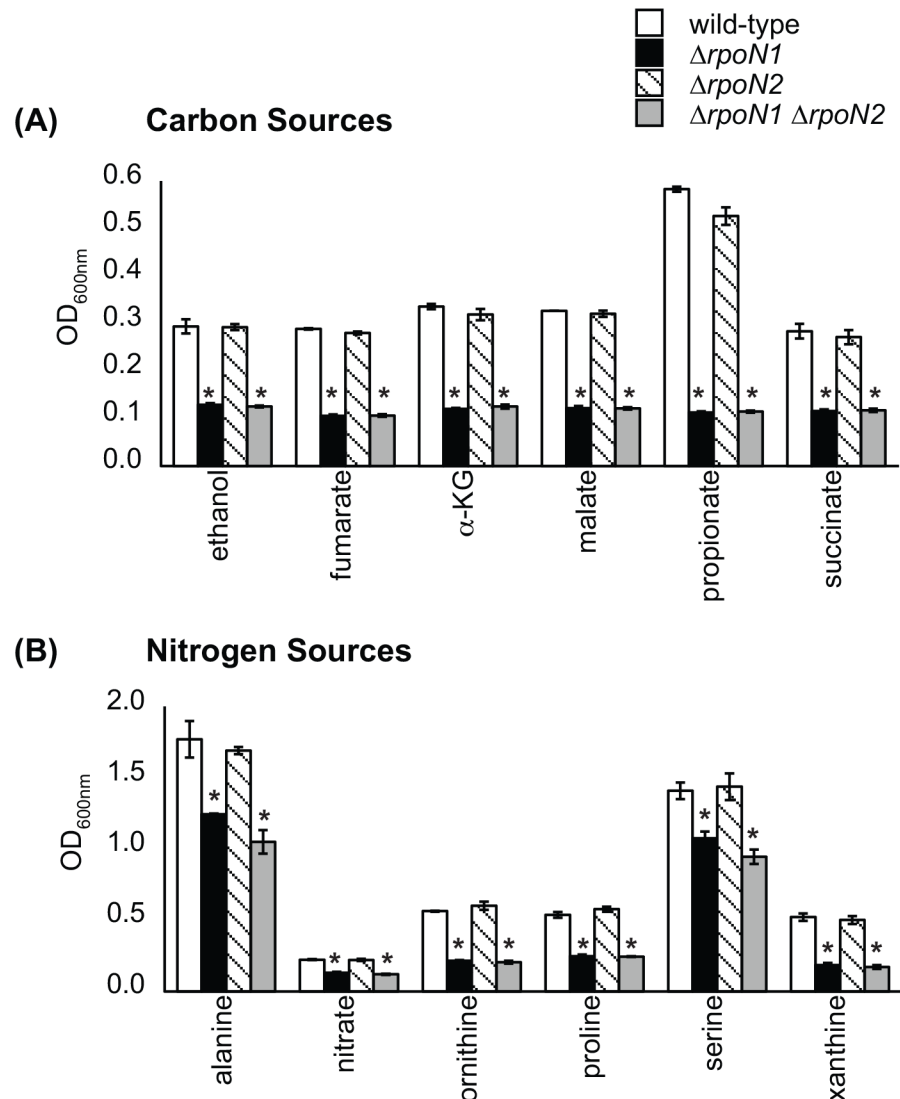 wild-type
ΔrpoN1
ΔrpoN2
ΔrpoN1 ΔrpoN2
(A) Carbon Sources
0.6
0.5
0.4
0.3
0.2
0.1
0.0
OD600nm
* * * * * * * * * * * *
ethanol
fumarate
α-KG
malate
propionate
succinate
(B) Nitrogen Sources
2.0
1.5
1.0
0.5
0.0
OD600nm
* * * * * * * * * * * *
alanine
nitrate
ornithine
proline
serine
xanthine